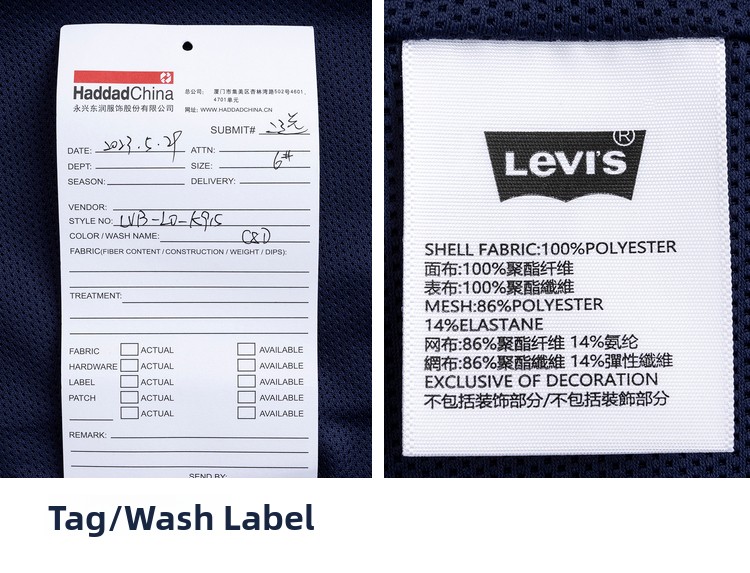 HaddadChina
永兴东润服饰股份有限公司
总公司: 厦门市集美区杏林湾路502号4601、
4701单元
网址: WWW.HADDADCHINA.CN
SUBMIT#
DATE: 2023.5.29 ATTN:
DEPT: SIZE: 6#
SEASON: DELIVERY:
VENDOR:
STYLE NO: LVB-LD-K915
COLOR / WASH NAME: C8D
FABRIC(FIBER CONTENT / CONSTRUCTION / WEIGHT / DIPS):
TREATMENT:
FABRIC ACTUAL AVAILABLE
HARDWARE ACTUAL AVAILABLE
LABEL ACTUAL AVAILABLE
PATCH ACTUAL AVAILABLE
ACTUAL AVAILABLE
REMARK:
SEND BY:
LEVI'S ®
SHELL FABRIC:100%POLYESTER
面布:100%聚酯纤维
表布:100%聚酯纖維
MESH:86%POLYESTER
14%ELASTANE
网布:86%聚酯纤维 14%氨纶
網布:86%聚酯纖維 14%彈性纖維
EXCLUSIVE OF DECORATION
不包括装饰部分/不包括裝飾部分
Tag/Wash Label